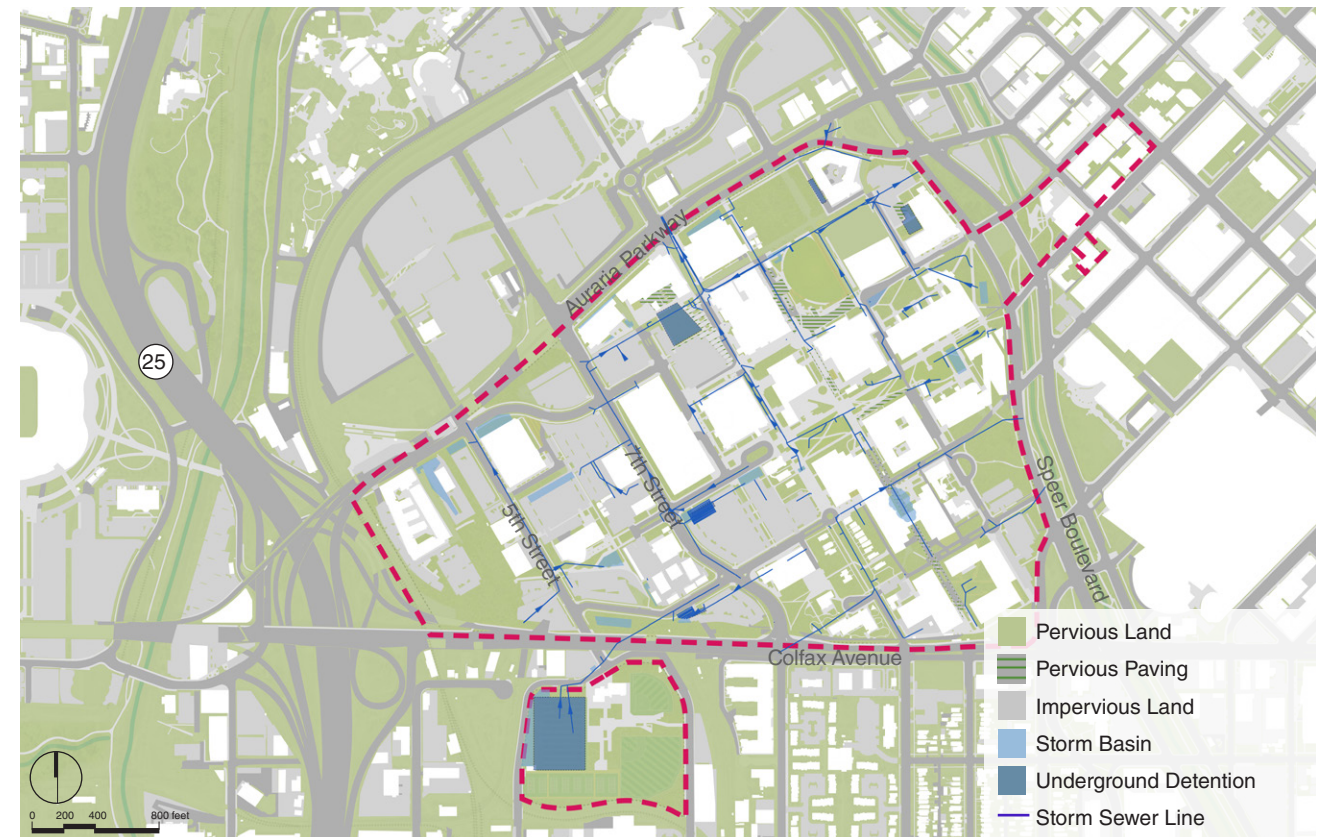 Auraria Parkway
25
7th Street
5th Street
Speer Boulevard
Colfax Avenue
Pervious Land
Pervious Paving
Impervious Land
Storm Basin
Underground Detention
Storm Sewer Line
0 200 400 800 feet